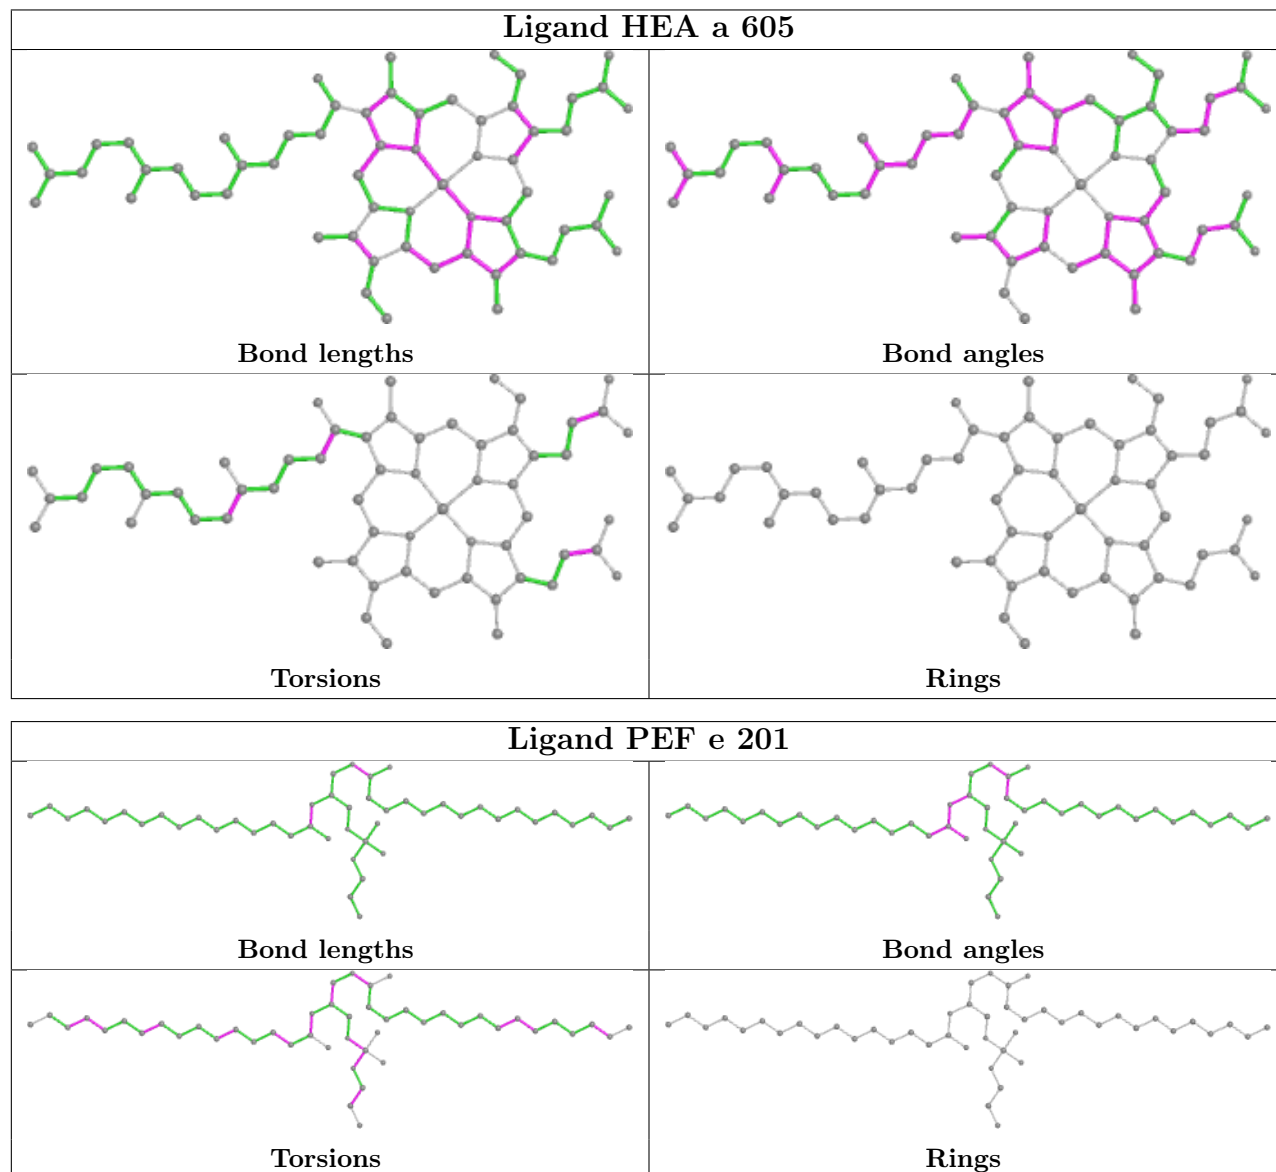 Ligand HEA a 605
Bond lengths
Bond angles
Torsions
Rings
Ligand PEF e 201
Bond lengths
Bond angles
Torsions
Rings